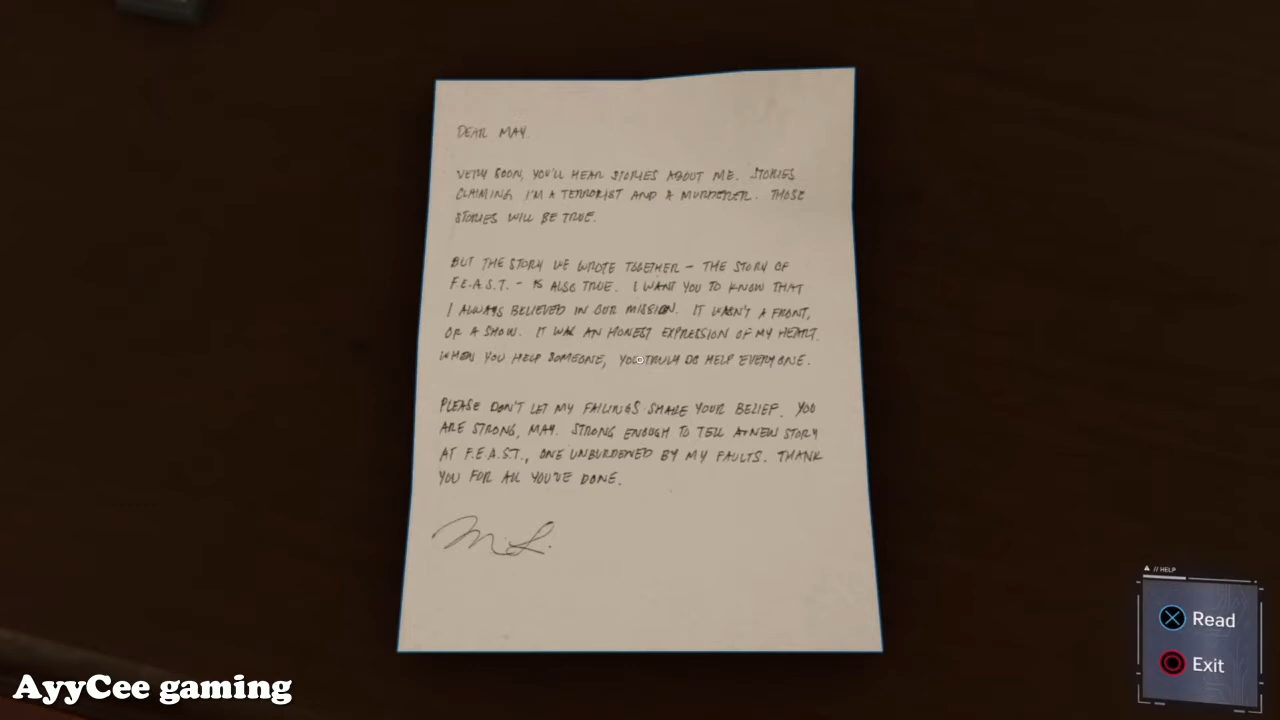 DEAR MAY.
VERY SOON, YOU'LL HEAR STORIES ABOUT ME. STORIES
CLAIMING I'M A TERRORIST AND A MURDERER. THOSE
STORIES WILL BE TRUE.
BUT THE STORY WE WROTE TOGETHER - THE STORY OF
F.E.A.S.T. - IS ALSO TRUE. I WANT YOU TO KNOW THAT
I ALWAYS BELIEVED IN OUR MISSION. IT WASN'T A FRONT,
OR A SHOW. IT WAS AN HONEST EXPRESSION OF MY HEART.
WHEN YOU HELP SOMEONE, YOU TRULY DO HELP EVERYONE.
PLEASE DON'T LET MY FAILINGS SHAKE YOUR BELIEF. YOU
ARE STRONG, MAY. STRONG ENOUGH TO TELL A NEW STORY
AT F.E.A.S.T., ONE UNBURDENED BY MY FAULTS. THANK
YOU FOR ALL YOU'VE DONE.
M.L.
// HELP
Read
Exit
AyyCee gaming